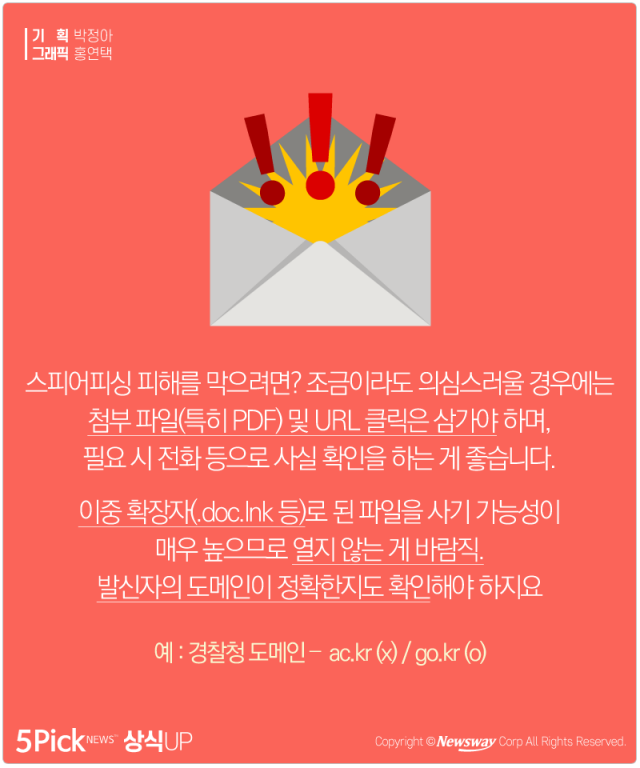 기 획 박정아
그래픽 홍연택
스피어피싱 피해를 막으려면? 조금이라도 의심스러울 경우에는
첨부 파일(특히 PDF) 및 URL 클릭은 삼가야 하며,
필요 시 전화 등으로 사실 확인을 하는 게 좋습니다.
이중 확장자(.doc.lnk 등)로 된 파일을 사기 가능성이
매우 높으므로 열지 않는 게 바람직.
발신자의 도메인이 정확한지도 확인해야 하지요
예 : 경찰청 도메인 – ac.kr (x) / go.kr (o)
5Pick NEWS 상식UP
Copyright © Newsway Corp All Rights Reserved.